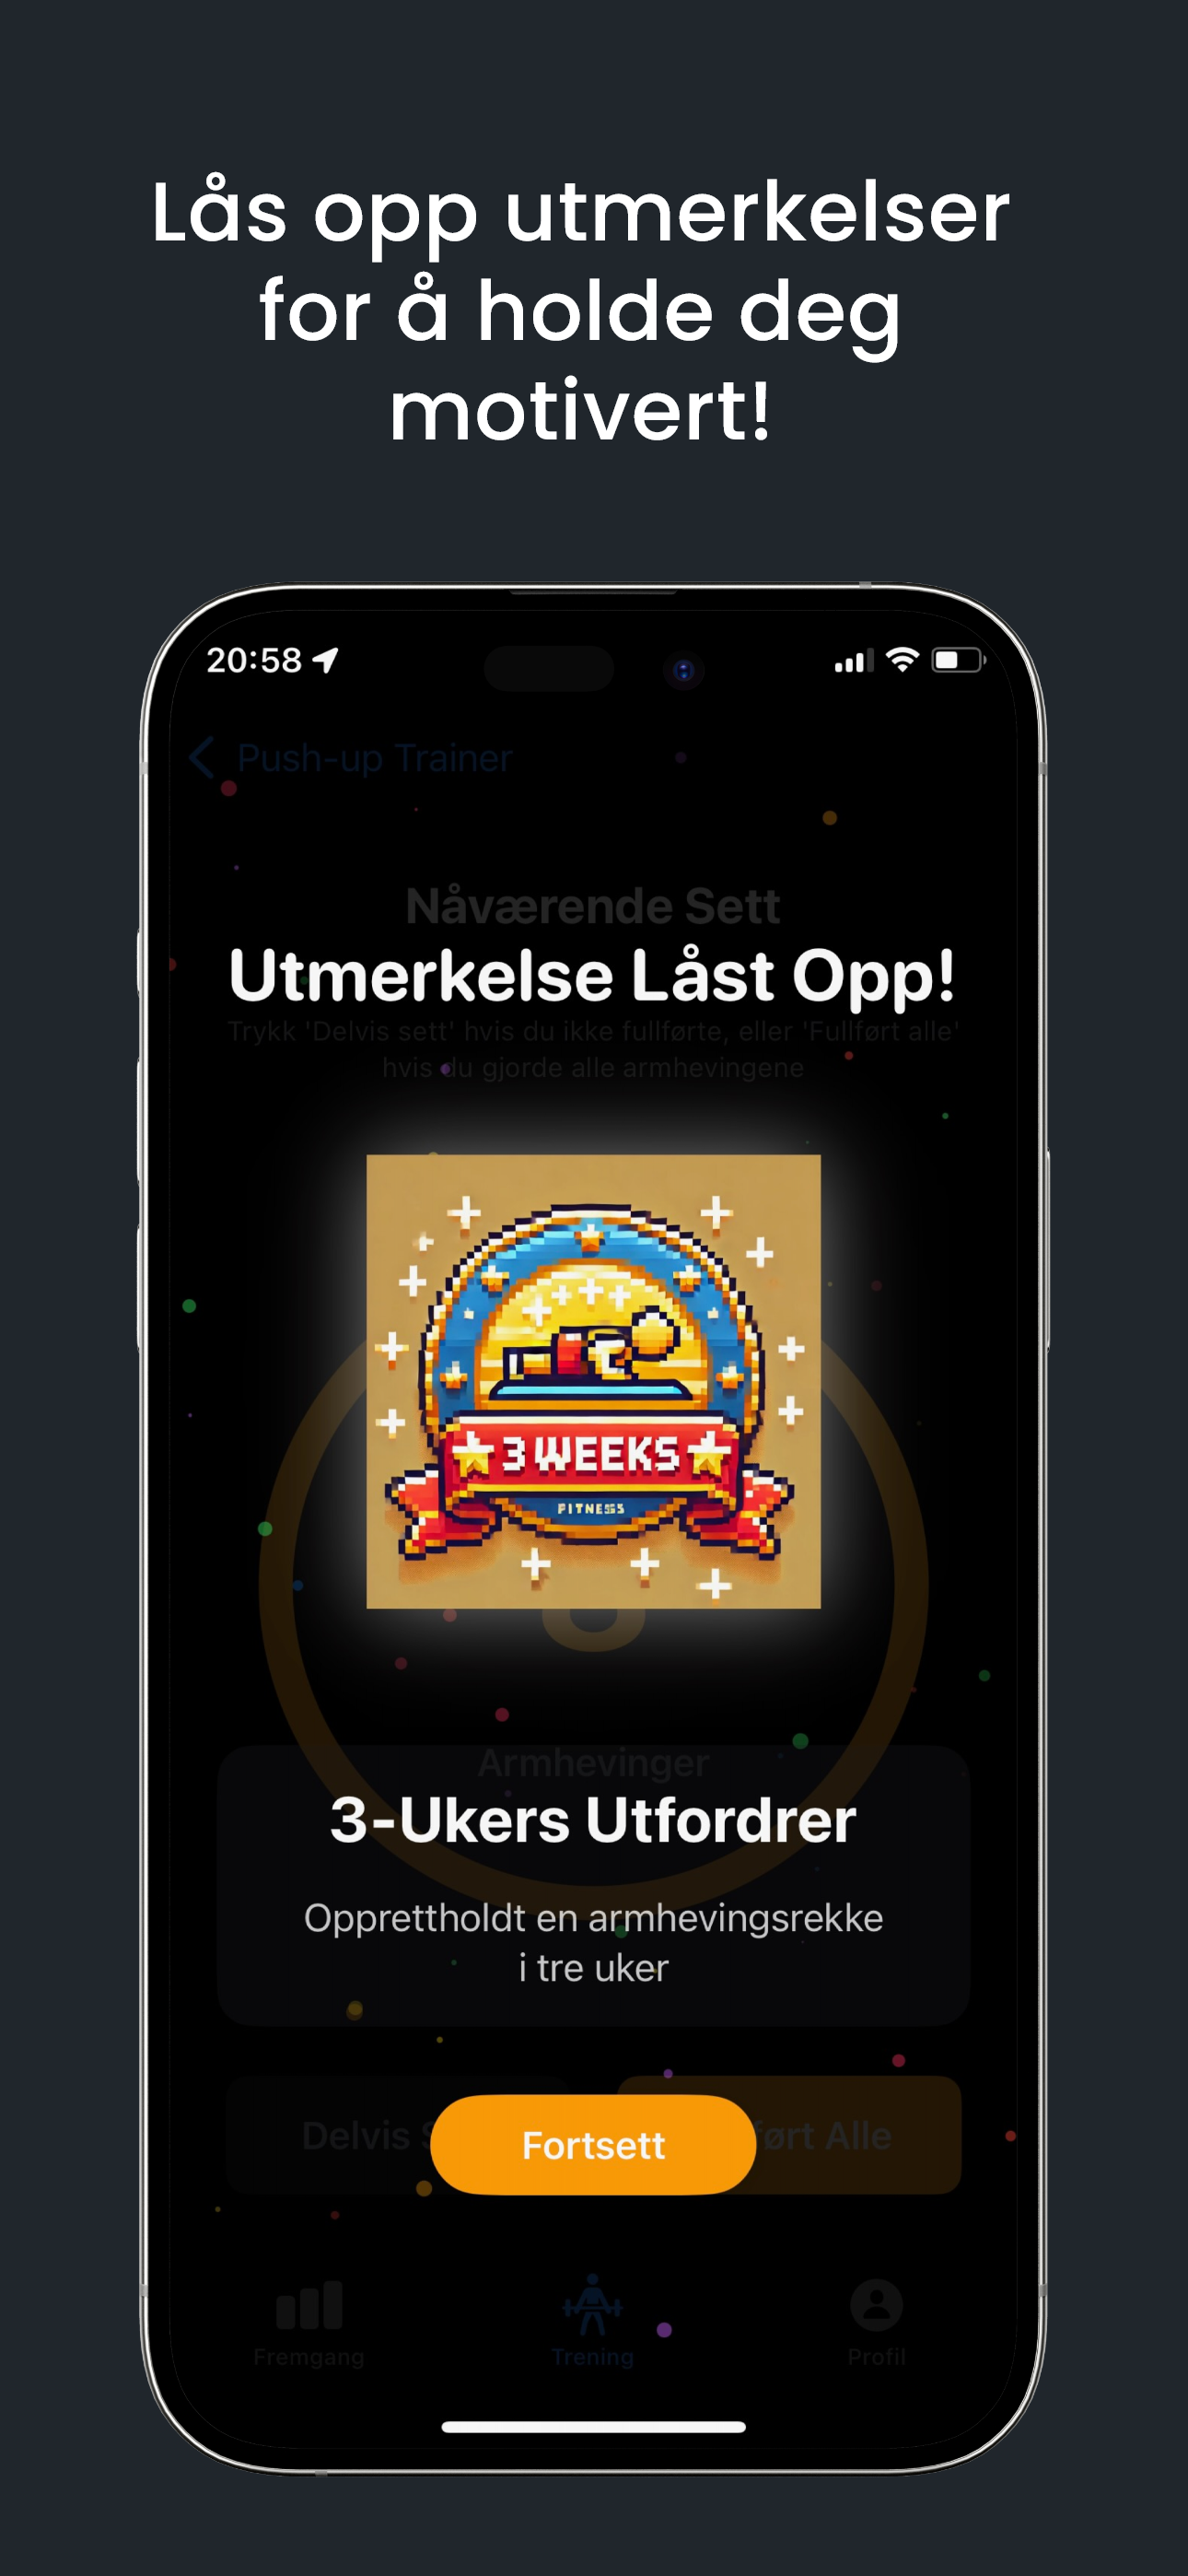 Lås opp utmerkelser
for å holde deg
motivert!
20:58
Push-up Trainer
Nåværende Sett
Utmerkelse Låst Opp!
Trykk 'Delvis sett' hvis du ikke fullførte, eller 'Fullført alle'
hvis du gjorde alle armhevingene
3 WEEKS
FITNESS
Armhevinger
3-Ukers Utfordrer
Opprettholdt en armhevingsrekke
i tre uker
Delvis
Fortsett
Alle
Fremgang
Trening
Profil